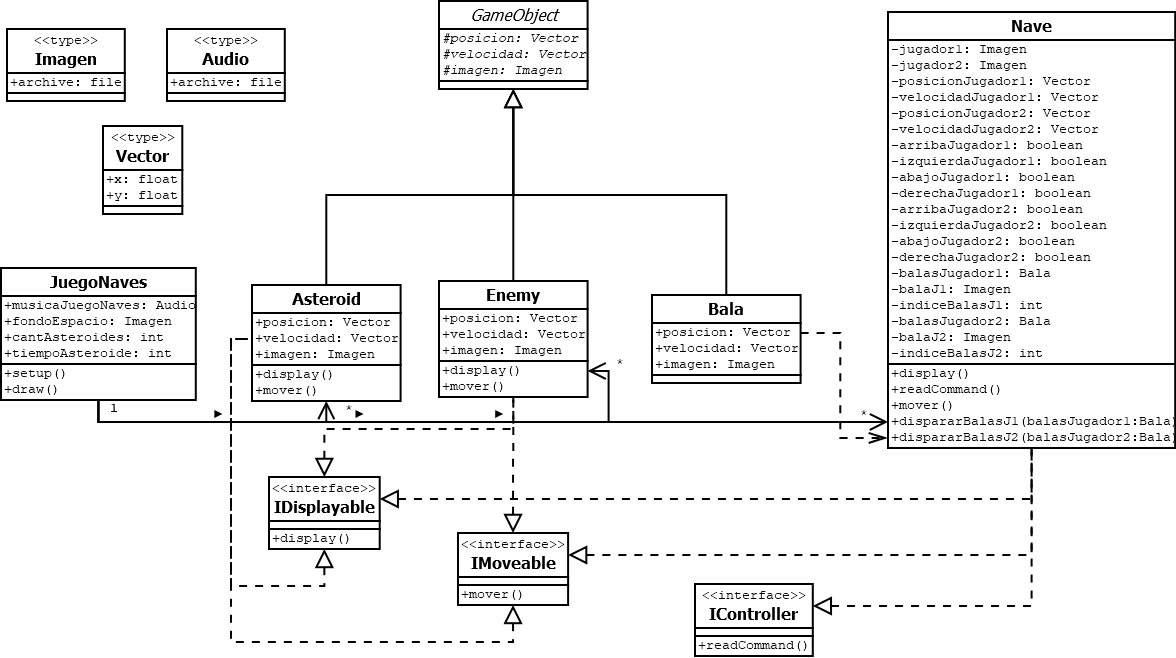 <<type>>
Imagen
+archive: file
<<type>>
Audio
+archive: file
<<type>>
Vector
+x: float
+y: float
GameObject
#posicion: Vector
#velocidad: Vector
#imagen: Imagen
Nave
-jugador1: Imagen
-jugador2: Imagen
-posicionJugador1: Vector
-velocidadJugador1: Vector
-posicionJugador2: Vector
-velocidadJugador2: Vector
-arribaJugador1: boolean
-izquierdaJugador1: boolean
-abajoJugador1: boolean
-derechaJugador1: boolean
-arribaJugador2: boolean
-izquierdaJugador2: boolean
-abajoJugador2: boolean
-derechaJugador2: boolean
-balasJugador1: Bala
-balaJ1: Imagen
-indiceBalasJ1: int
-balasJugador2: Bala
-balaJ2: Imagen
-indiceBalasJ2: int
+display()
+readCommand()
+mover()
+dispararBalasJ1(balasJugador1:Bala)
+dispararBalasJ2(balasJugador2:Bala)
JuegoNaves
+musicaJuegoNaves: Audio
+fondoEspacio: Imagen
+cantAsteroides: int
+tiempoAsteroide: int
+setup()
+draw()
Asteroid
+posicion: Vector
+velocidad: Vector
+imagen: Imagen
+display()
+mover()
Enemy
+posicion: Vector
+velocidad: Vector
+imagen: Imagen
+display()
+mover()
Bala
+posicion: Vector
+velocidad: Vector
+imagen: Imagen
1
*
*
*
<<interface>>
IDisplayable
+display()
<<interface>>
IMoveable
+mover()
<<interface>>
IController
+readCommand()